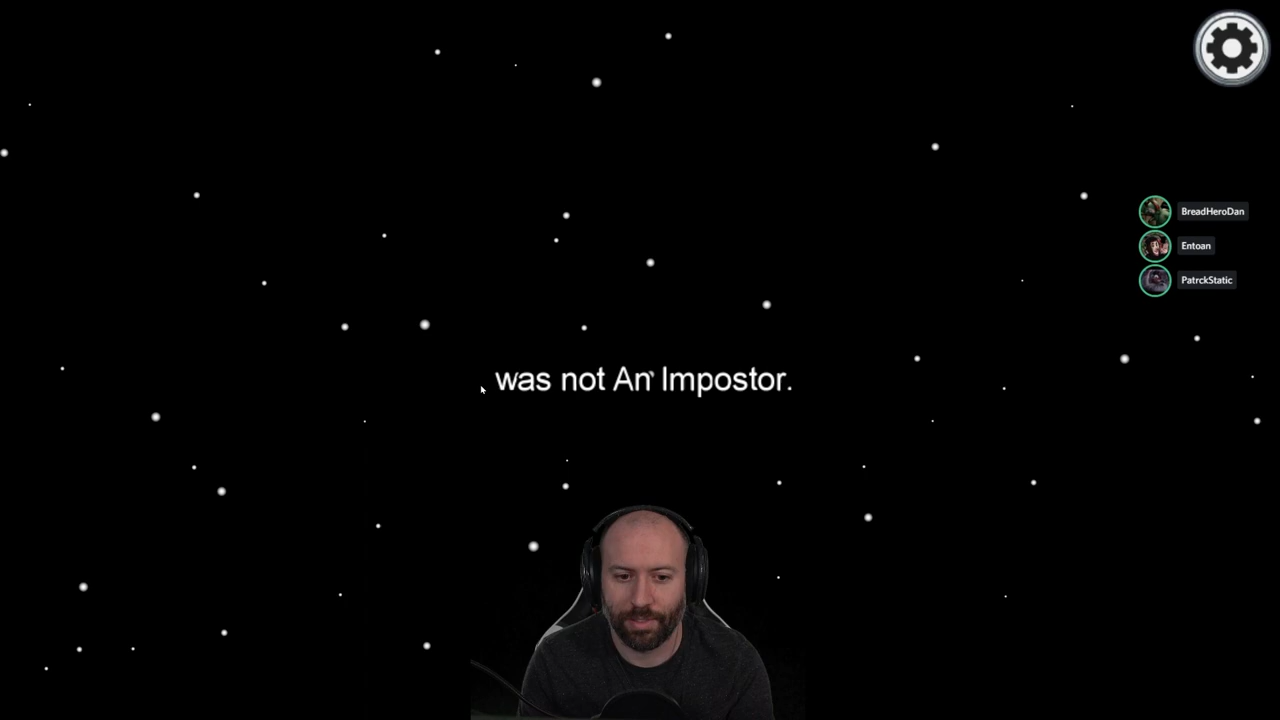 BreadHeroDan
Entoan
PatrckStatic
was not An Impostor.